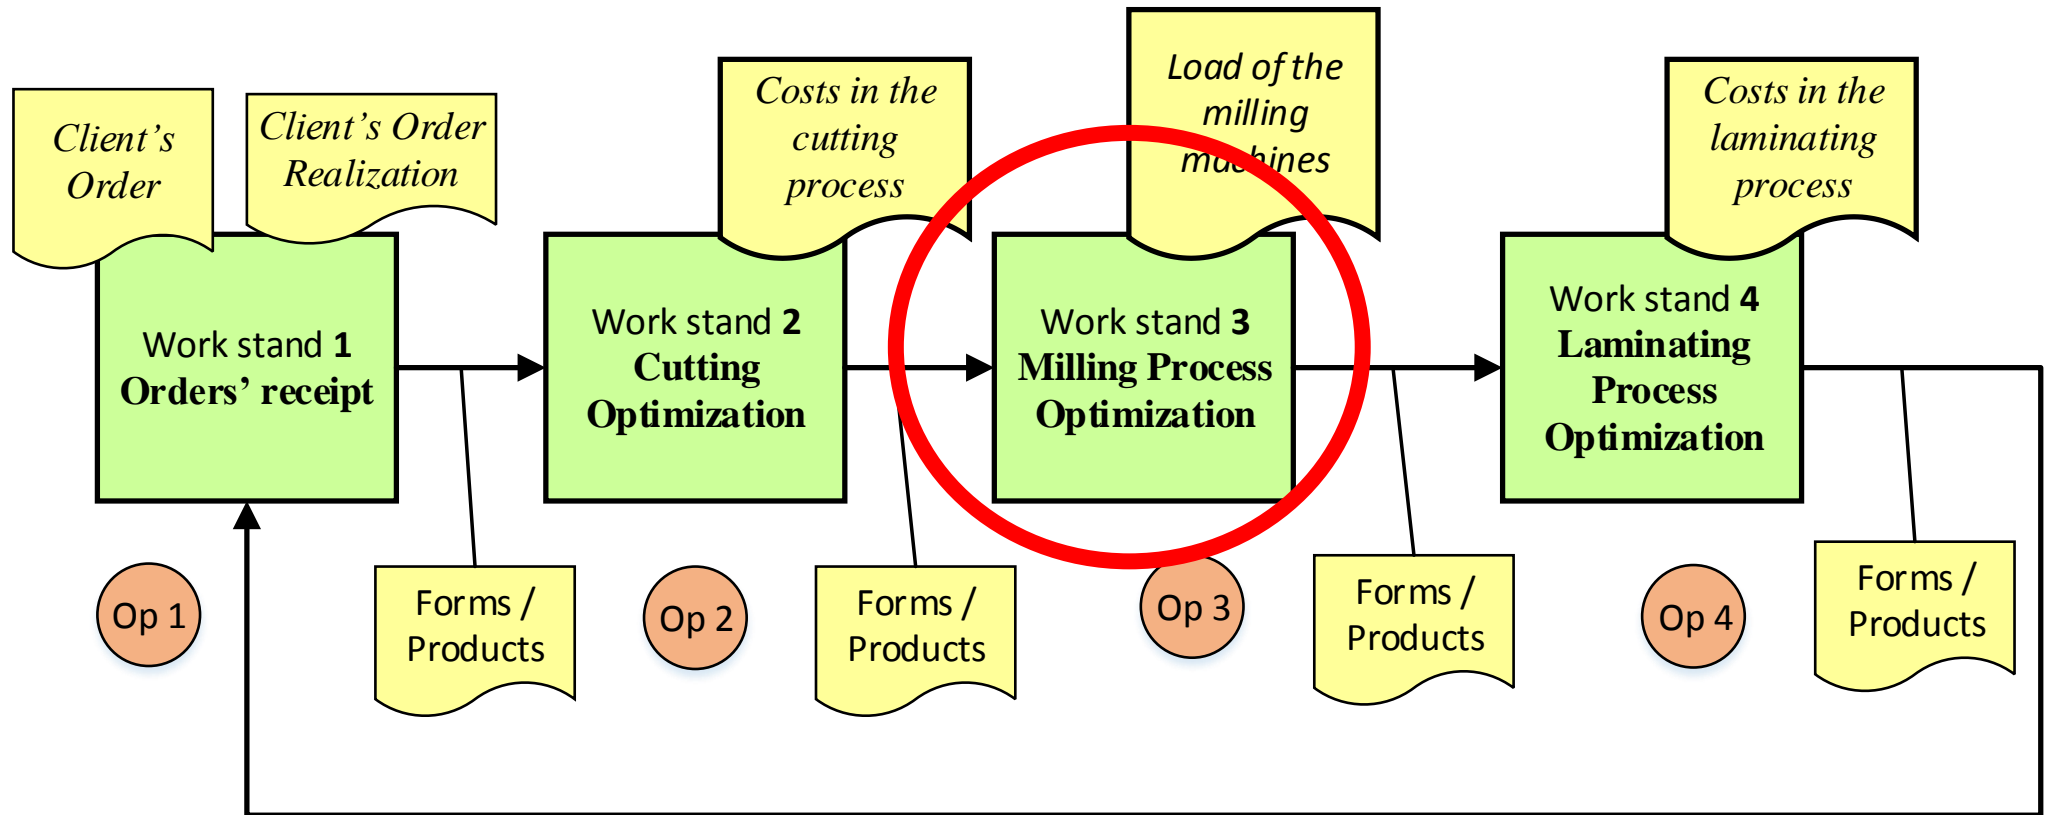 Client’s
Order
Client’s Order
Realization
Costs in the
cutting
process
Load of the
milling
machines
Costs in the
laminating
process
Work stand 1
Orders’ receipt
Work stand 2
Cutting
Optimization
Work stand 3
Milling Process
Optimization
Work stand 4
Laminating
Process
Optimization
Op 1
Forms /
Products
Op 2
Forms /
Products
Op 3
Forms /
Products
Op 4
Forms /
Products